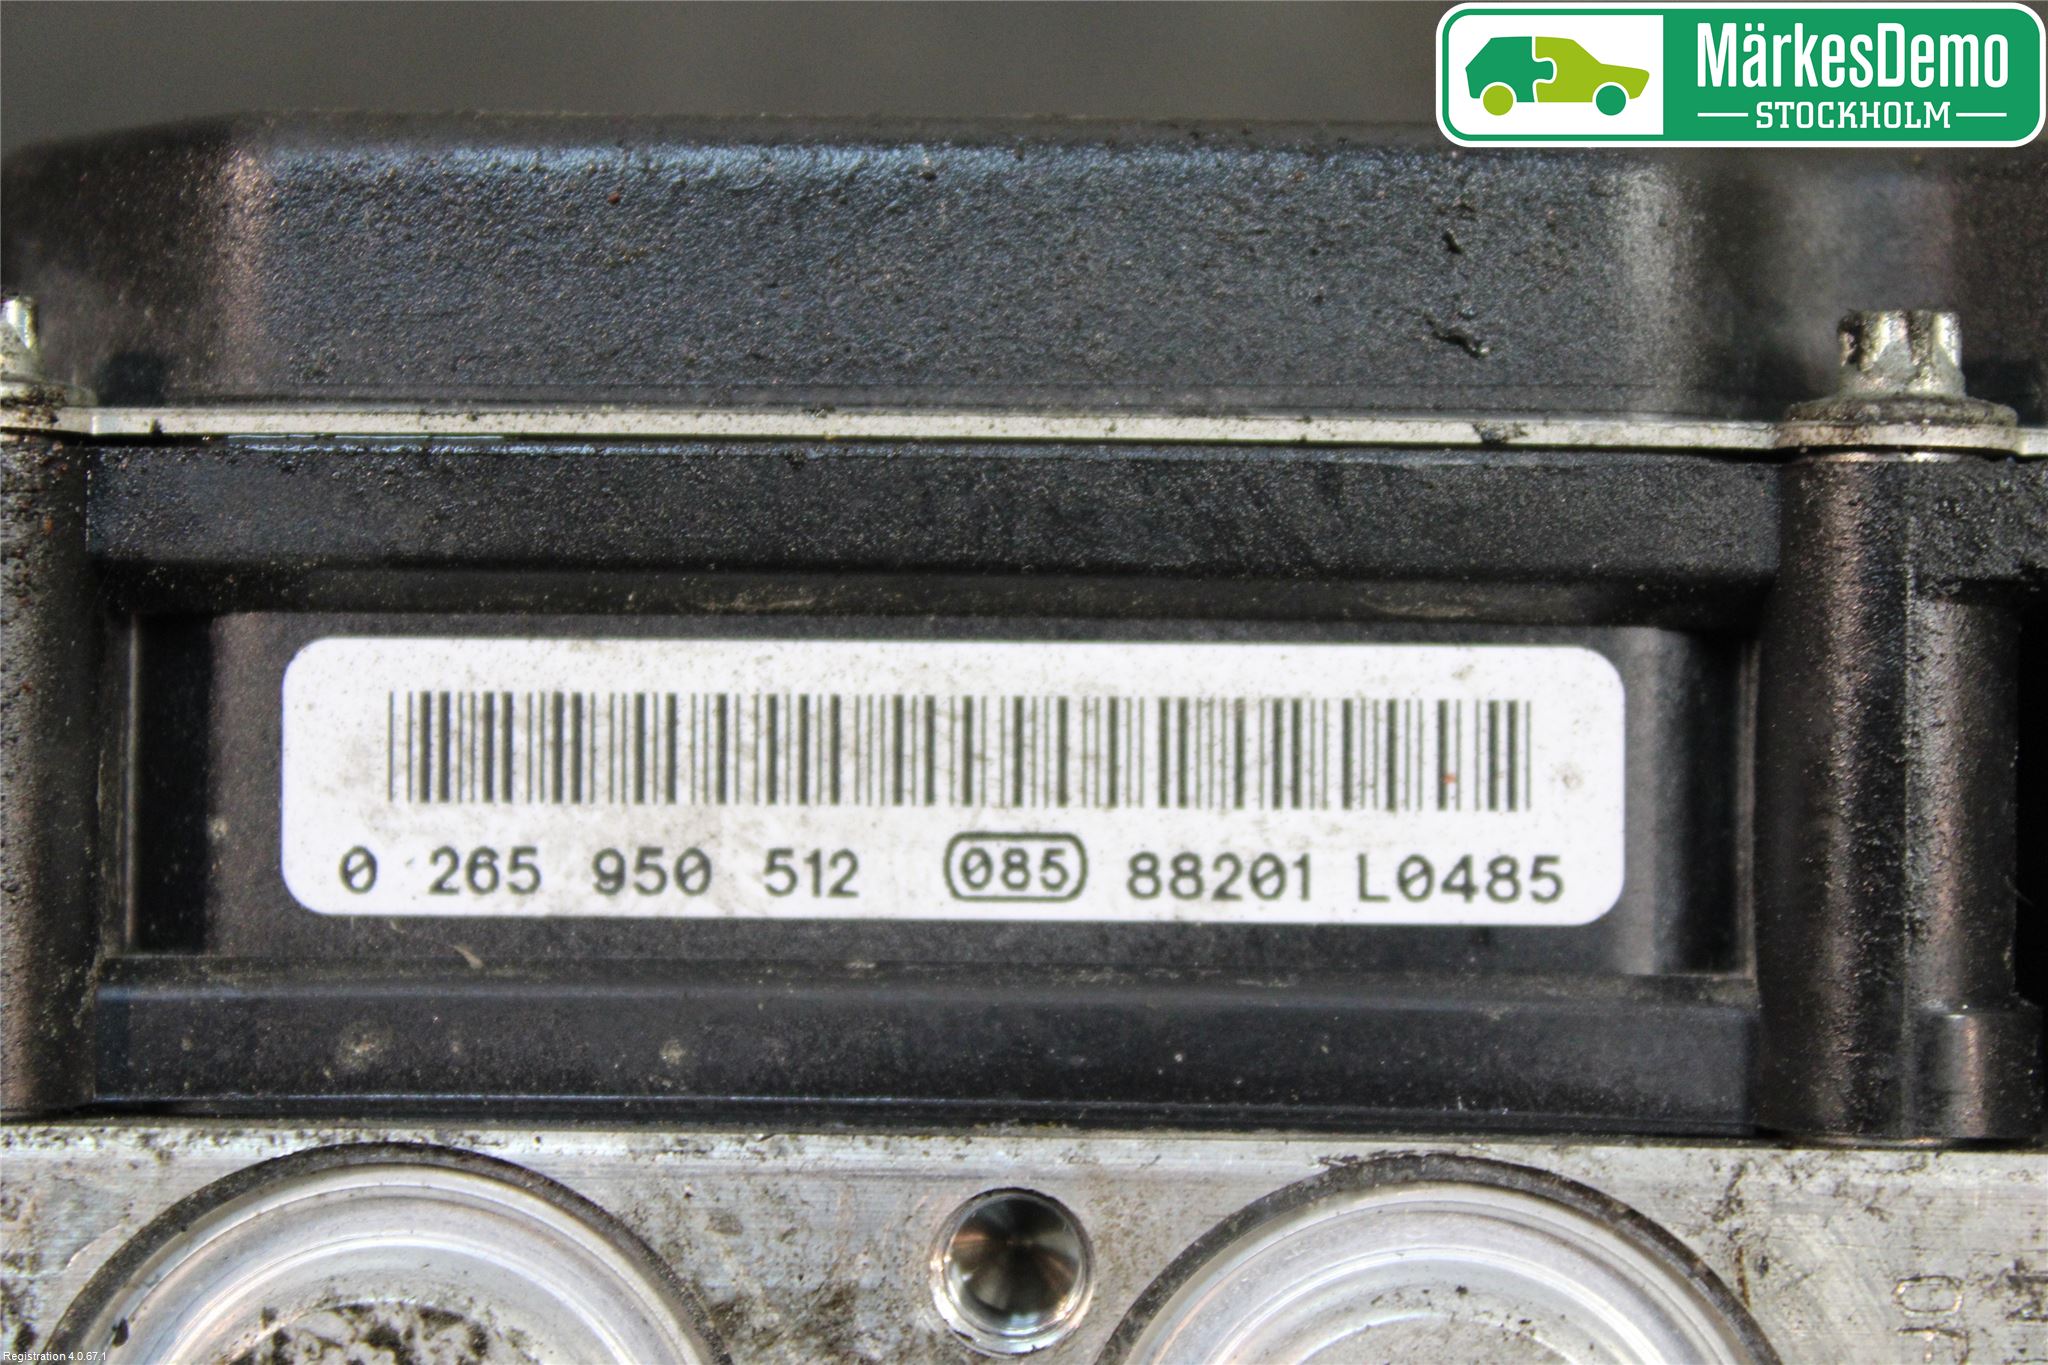 MärkesDemo
STOCKHOLM
0 265 950 512 085 88201 L0485
Registration 4.0.67.1